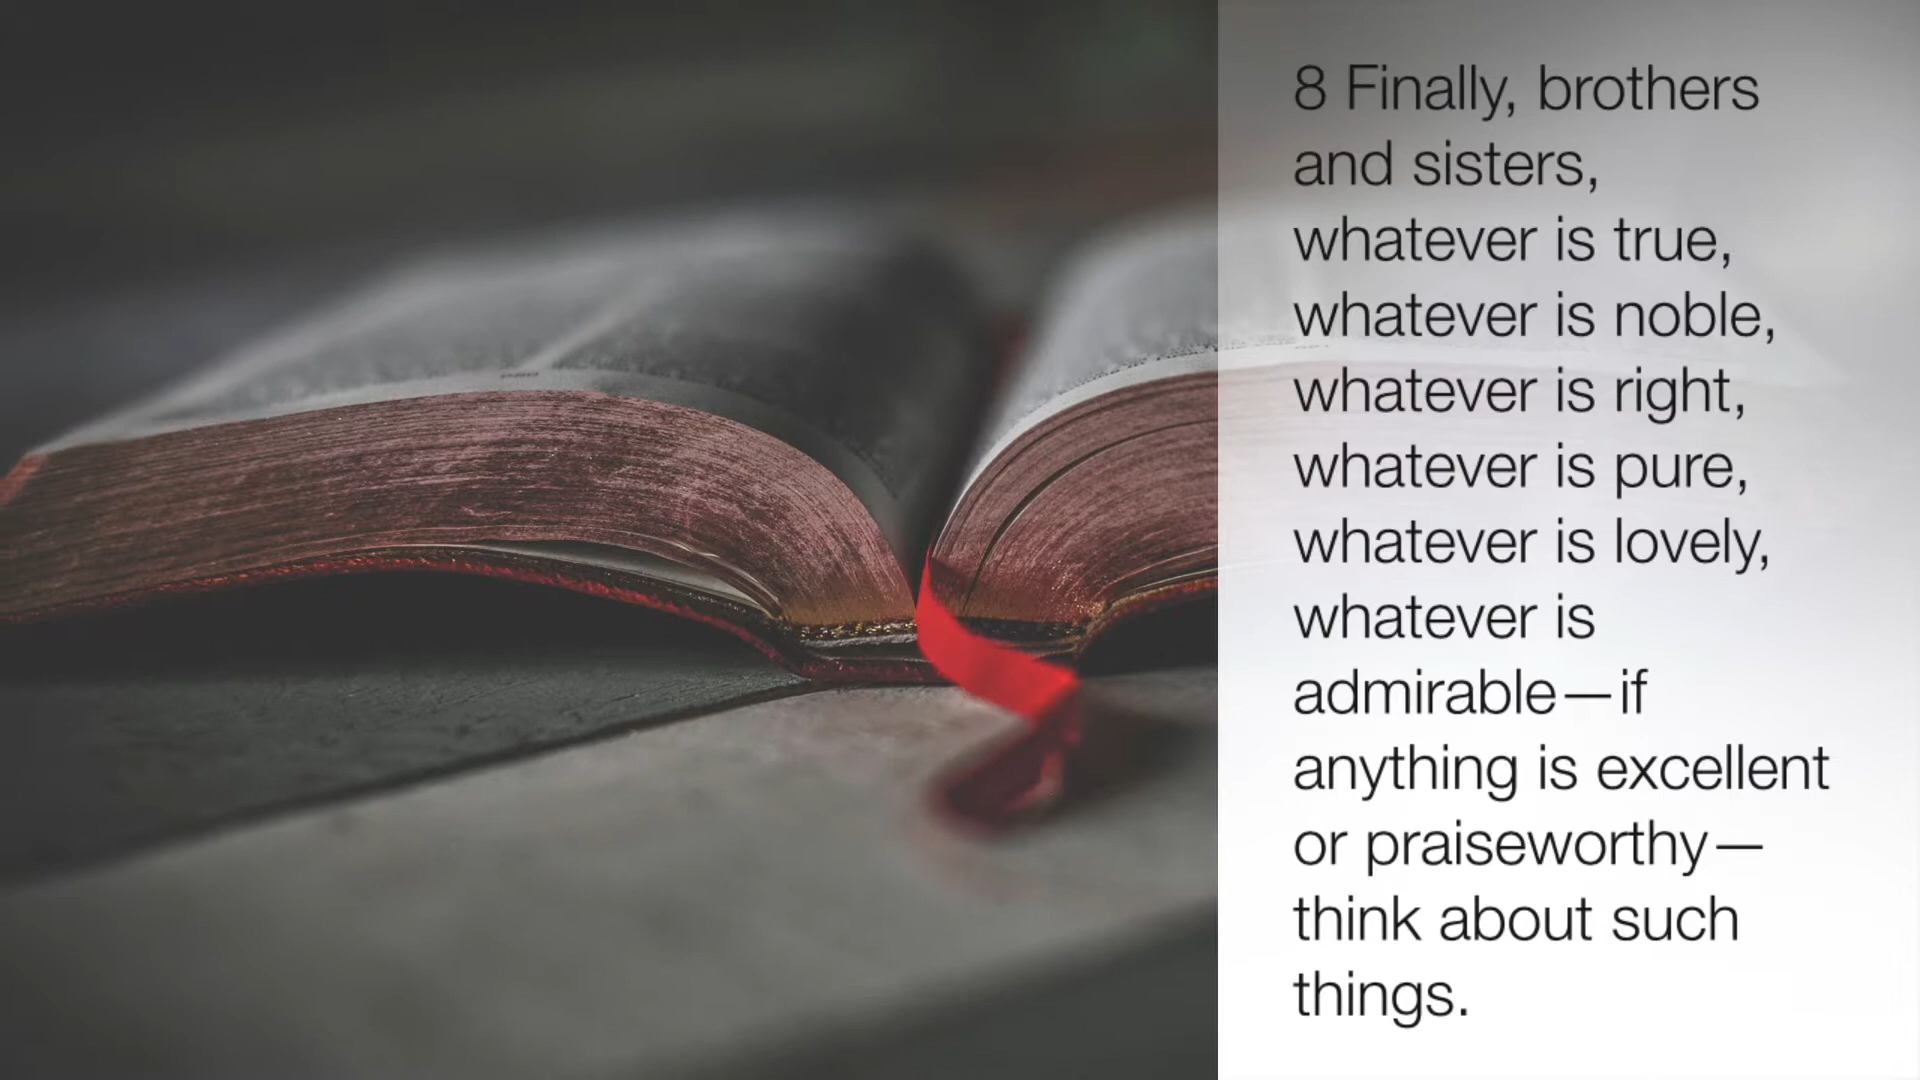 8 Finally, brothers
and sisters,
whatever is true,
whatever is noble,
whatever is right,
whatever is pure,
whatever is lovely,
whatever is
admirable—if
anything is excellent
or praiseworthy—
think about such
things.